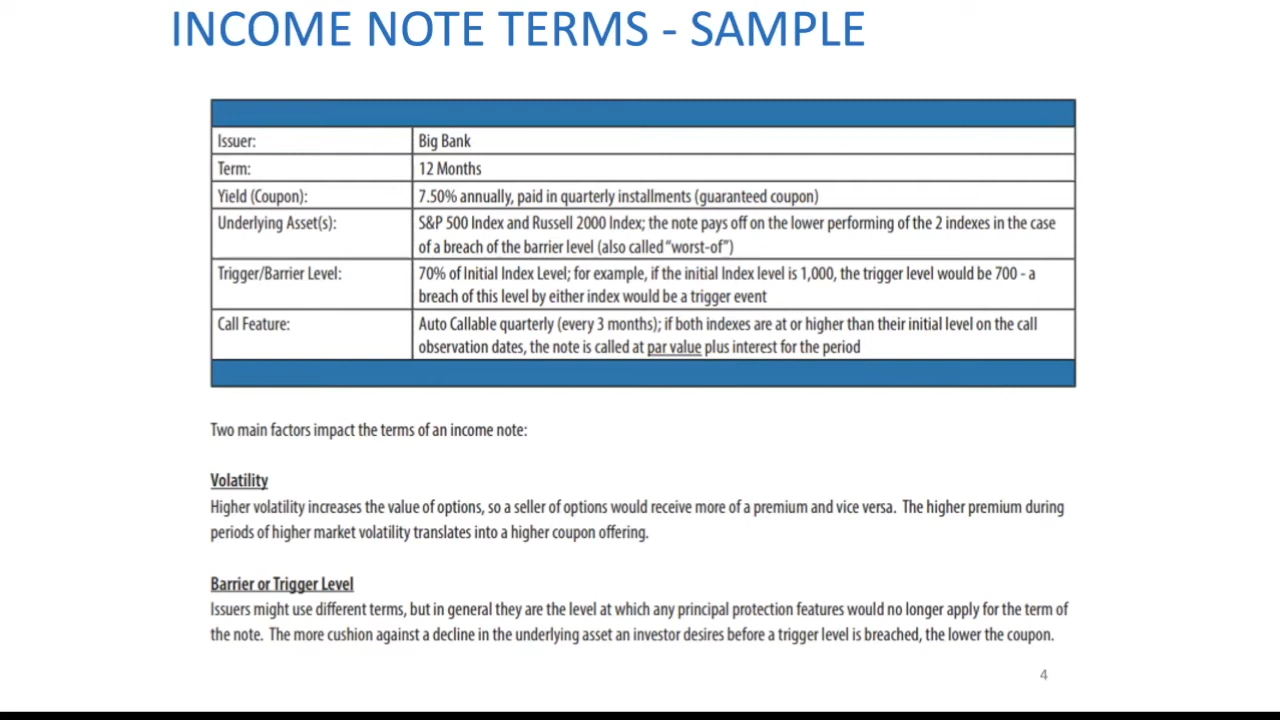 INCOME NOTE TERMS - SAMPLE
Issuer: Big Bank
Term: 12 Months
Yield (Coupon): 7.50% annually, paid in quarterly installments (guaranteed coupon)
Underlying Asset(s): S&P 500 Index and Russell 2000 Index; the note pays off on the lower performing of the 2 indexes in the case
of a breach of the barrier level (also called “worst-of”)
Trigger/Barrier Level: 70% of Initial Index Level; for example, if the initial Index level is 1,000, the trigger level would be 700 - a
breach of this level by either index would be a trigger event
Call Feature: Auto Callable quarterly (every 3 months); if both indexes are at or higher than their initial level on the call
observation dates, the note is called at par value plus interest for the period
Two main factors impact the terms of an income note:
Volatility
Higher volatility increases the value of options, so a seller of options would receive more of a premium and vice versa. The higher premium during
periods of higher market volatility translates into a higher coupon offering.
Barrier or Trigger Level
Issuers might use different terms, but in general they are the level at which any principal protection features would no longer apply for the term of
the note. The more cushion against a decline in the underlying asset an investor desires before a trigger level is breached, the lower the coupon.
4